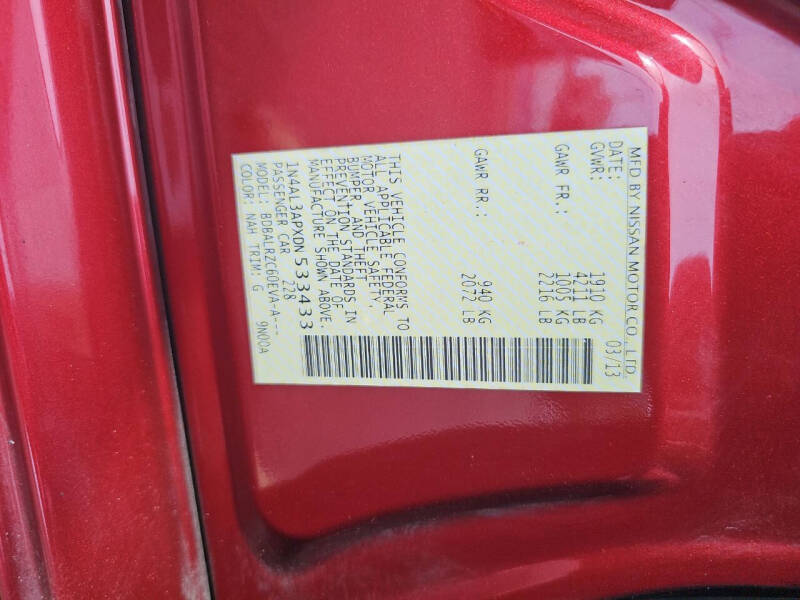 MFD BY NISSAN MOTOR CO., LTD.
DATE: 03/13
GVWR: 1910 KG
4211 LB
GAWR FR.: 1005 KG
2216 LB
GAWR RR.: 940 KG
2072 LB
THIS VEHICLE CONFORMS TO
ALL APPLICABLE FEDERAL
MOTOR VEHICLE SAFETY,
BUMPER, AND THEFT
PREVENTION STANDARDS IN
EFFECT ON THE DATE OF
MANUFACTURE SHOWN ABOVE.
1N4AL3APXDN533433
PASSENGER CAR 228
MODEL: BDBALRZC60EVA-A---
COLOR: NAH TRIM: G 9N00A